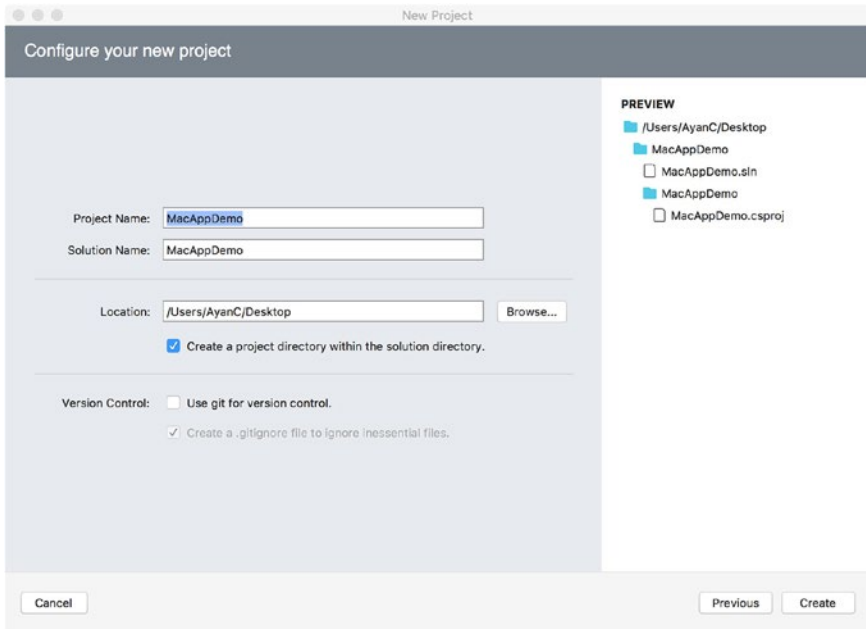 New Project
Configure your new project
Project Name: MacAppDemo
Solution Name: MacAppDemo
Location: /Users/AyanC/Desktop Browse...
Create a project directory within the solution directory.
Version Control: Use git for version control.
Create a .gitignore file to ignore inessential files.
PREVIEW
/Users/AyanC/Desktop
MacAppDemo
MacAppDemo.sln
MacAppDemo
MacAppDemo.csproj
Cancel Previous Create